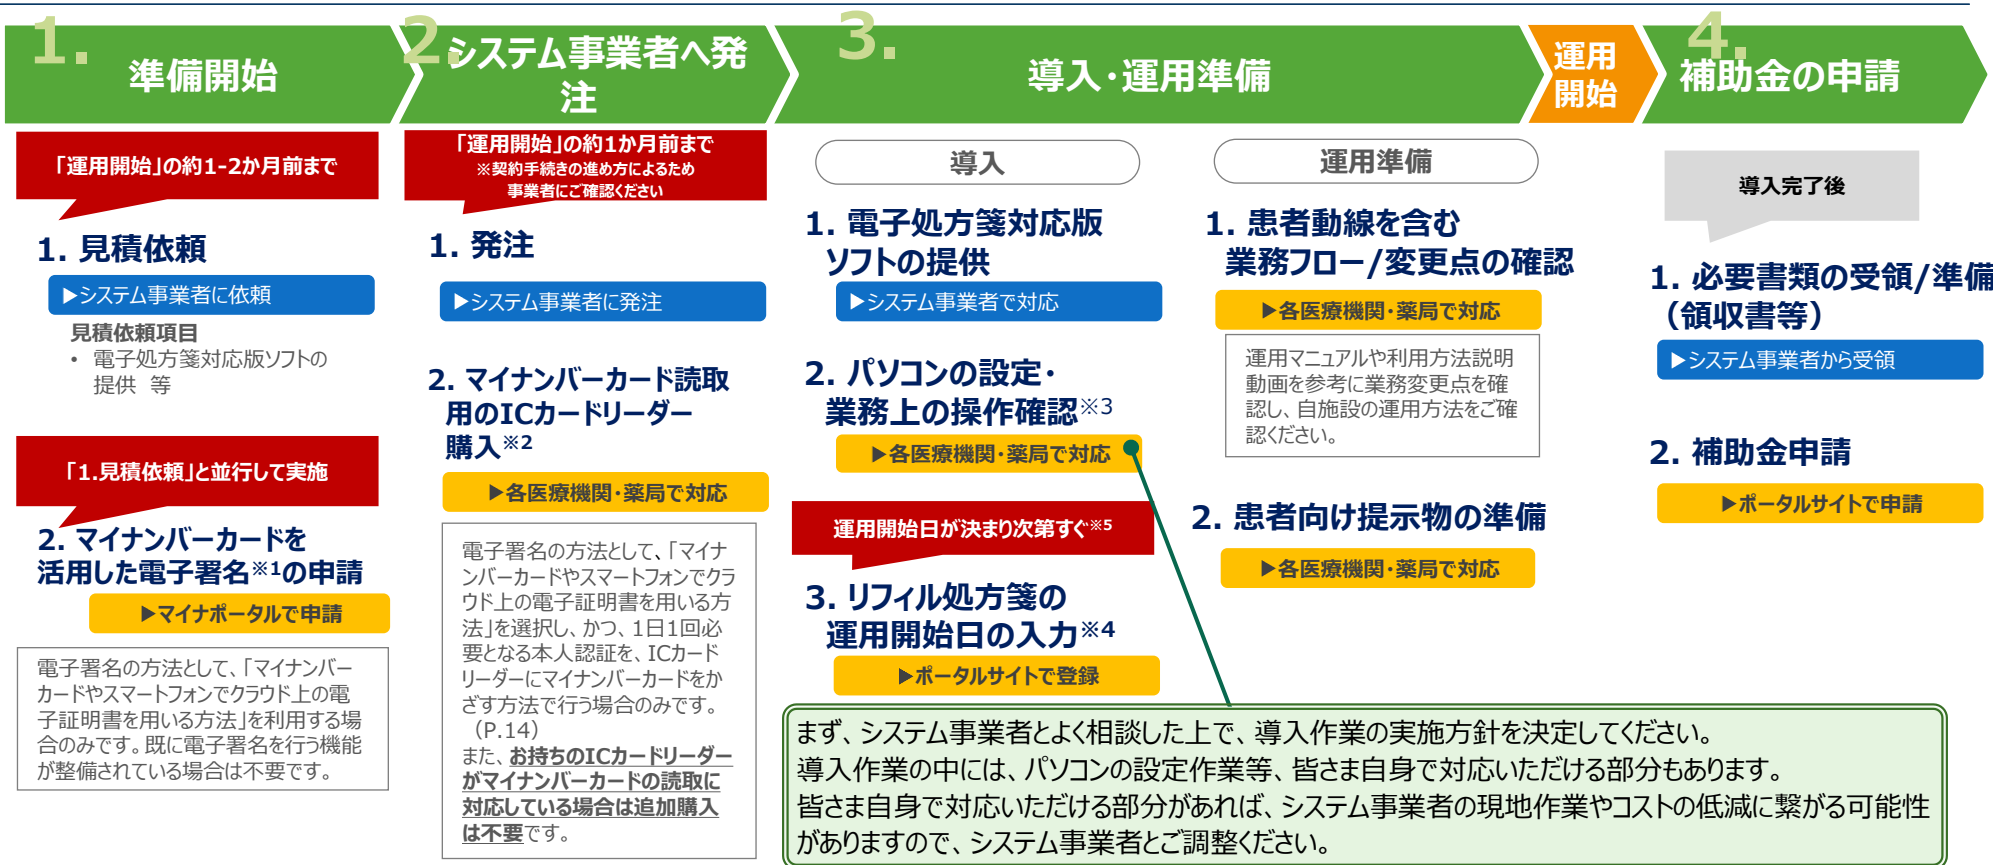 1.
準備開始
「運用開始」の約1-2か月前まで
1. 見積依頼
▶システム事業者に依頼
見積依頼項目
• 電子処方箋対応版ソフトの
提供 等
「1.見積依頼」と並行して実施
2. マイナンバーカードを
活用した電子署名※1の申請
▶マイナポータルで申請
電子署名の方法として、「マイナンバー
カードやスマートフォンでクラウド上の電
子証明書を用いる方法」を利用する場
合のみです。既に電子署名を行う機能
が整備されている場合は不要です。
2.
システム事業者へ発
注
「運用開始」の約1か月前まで
※契約手続きの進め方によるため
事業者にご確認ください
1. 発注
▶システム事業者に発注
2. マイナンバーカード読取
用のICカードリーダー
購入※2
▶各医療機関・薬局で対応
電子署名の方法として、「マイナ
ンバーカードやスマートフォンでクラ
ウド上の電子証明書を用いる方
法」を選択し、かつ、1日1回必
要となる本人認証を、ICカード
リーダーにマイナンバーカードをか
ざす方法で行う場合のみです。
（P.14）
また、お持ちのICカードリーダー
がマイナンバーカードの読取に
対応している場合は追加購入
は不要です。
3.
導入・運用準備
導入
1. 電子処方箋対応版
ソフトの提供
▶システム事業者で対応
2. パソコンの設定・
業務上の操作確認※3
▶各医療機関・薬局で対応
運用開始日が決まり次第すぐ※5
3. リフィル処方箋の
運用開始日の入力※4
▶ポータルサイトで登録
運用準備
1. 患者動線を含む
業務フロー/変更点の確認
▶各医療機関・薬局で対応
運用マニュアルや利用方法説明
動画を参考に業務変更点を確
認し、自施設の運用方法をご確
認ください。
2. 患者向け提示物の準備
▶各医療機関・薬局で対応
まず、システム事業者とよく相談した上で、導入作業の実施方針を決定してください。
導入作業の中には、パソコンの設定作業等、皆さま自身で対応いただける部分もあります。
皆さま自身で対応いただける部分があれば、システム事業者の現地作業やコストの低減に繋がる可能性
がありますので、システム事業者とご調整ください。
運用
開始
4.
補助金の申請
導入完了後
1. 必要書類の受領/準備
（領収書等）
▶システム事業者から受領
2. 補助金申請
▶ポータルサイトで申請